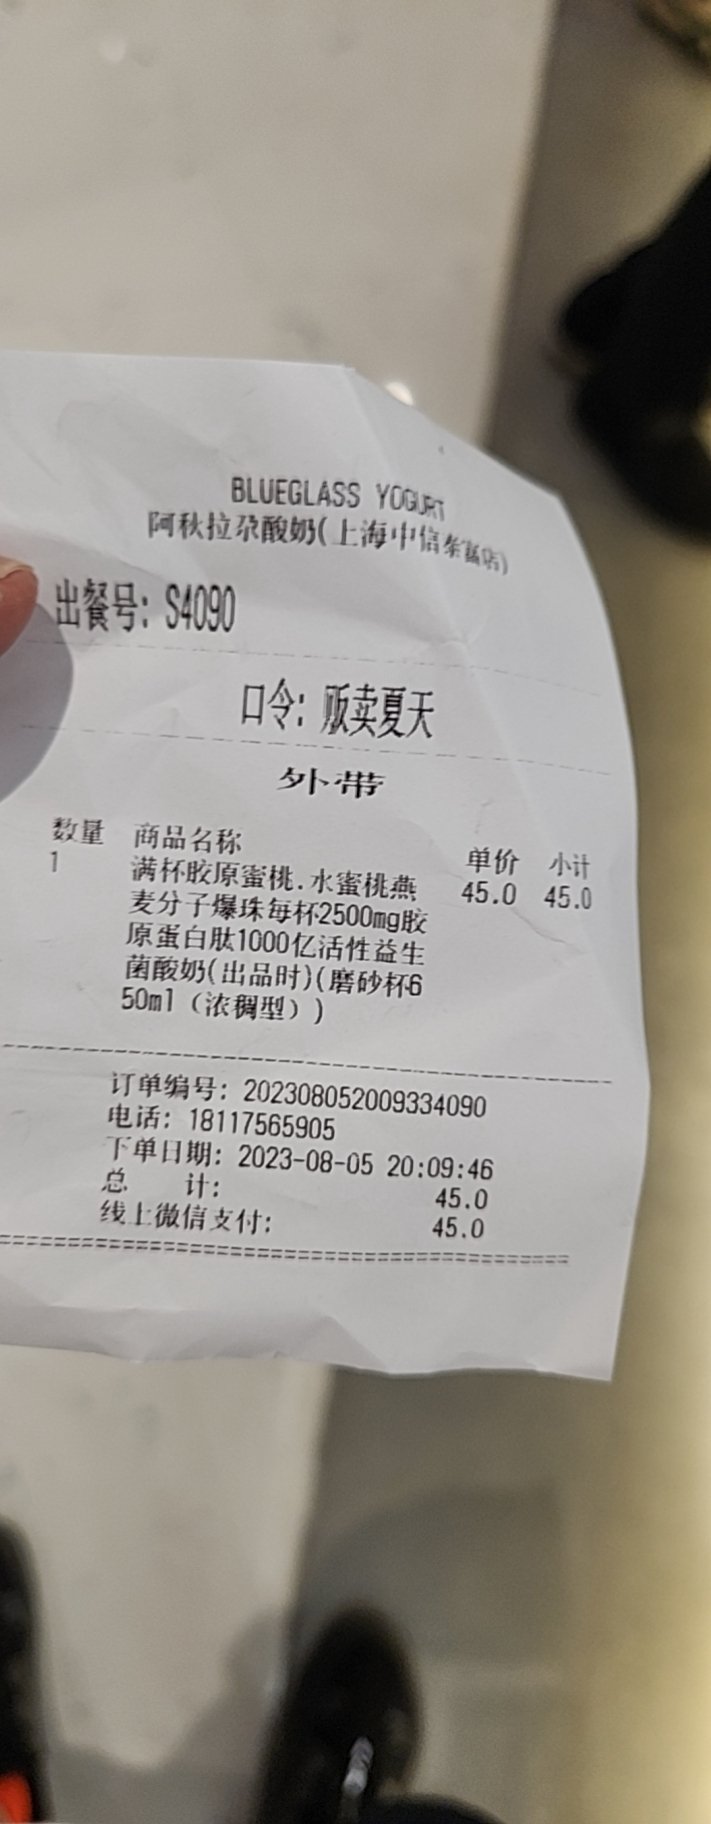 BLUEGLASS YOGURT
阿秋拉尕酸奶(上海中信泰富店)
出餐号: S4090
口令: 贩卖夏天
外带
数量 商品名称 单价 小计
1 满杯胶原蜜桃.水蜜桃燕 45.0 45.0
麦分子爆珠每杯2500mg胶
原蛋白肽1000亿活性益生
菌酸奶(出品时)(磨砂杯6
50ml（浓稠型）)
订单编号: 202308052009334090
电话: 18117565905
下单日期: 2023-08-05 20:09:46
总 计: 45.0
线上微信支付: 45.0